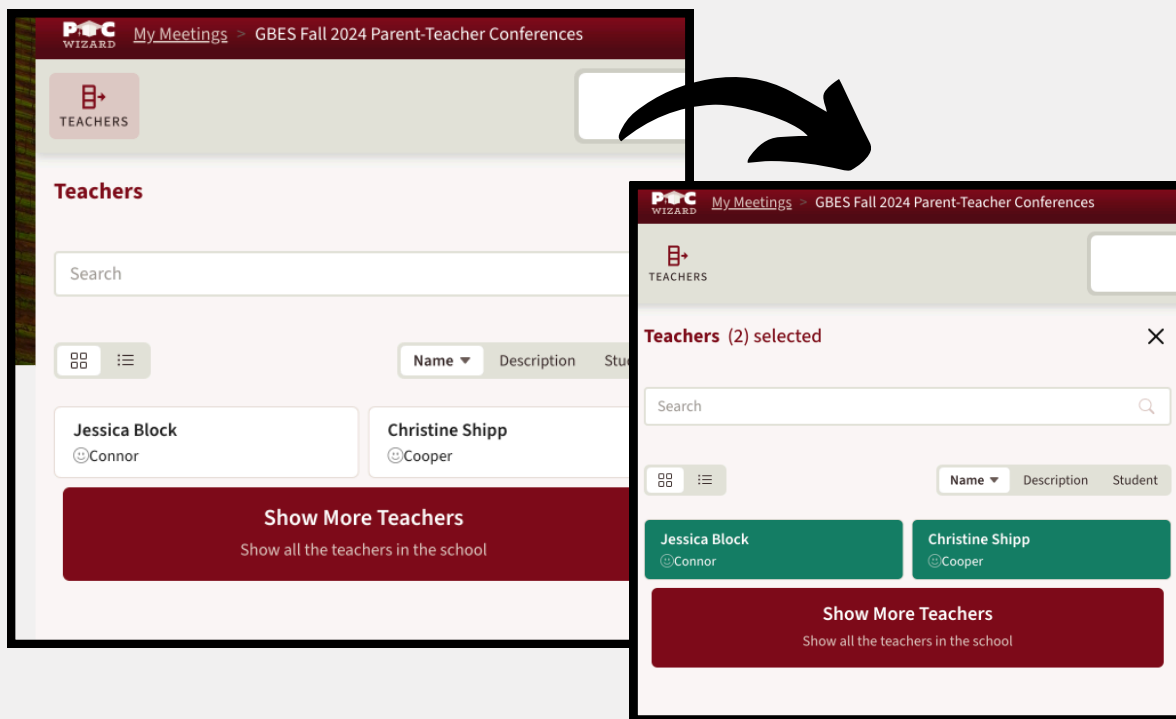 PTC WIZARD My Meetings > GBES Fall 2024 Parent-Teacher Conferences
TEACHERS
Teachers
Search
Name Description
Jessica Block Christine Shipp
Connor Cooper
Show More Teachers
Show all the teachers in the school
PTC WIZARD My Meetings > GBES Fall 2024 Parent-Teacher Conferences
TEACHERS
Teachers (2) selected
Search
Name Description Student
Jessica Block Christine Shipp
Connor Cooper
Show More Teachers
Show all the teachers in the school